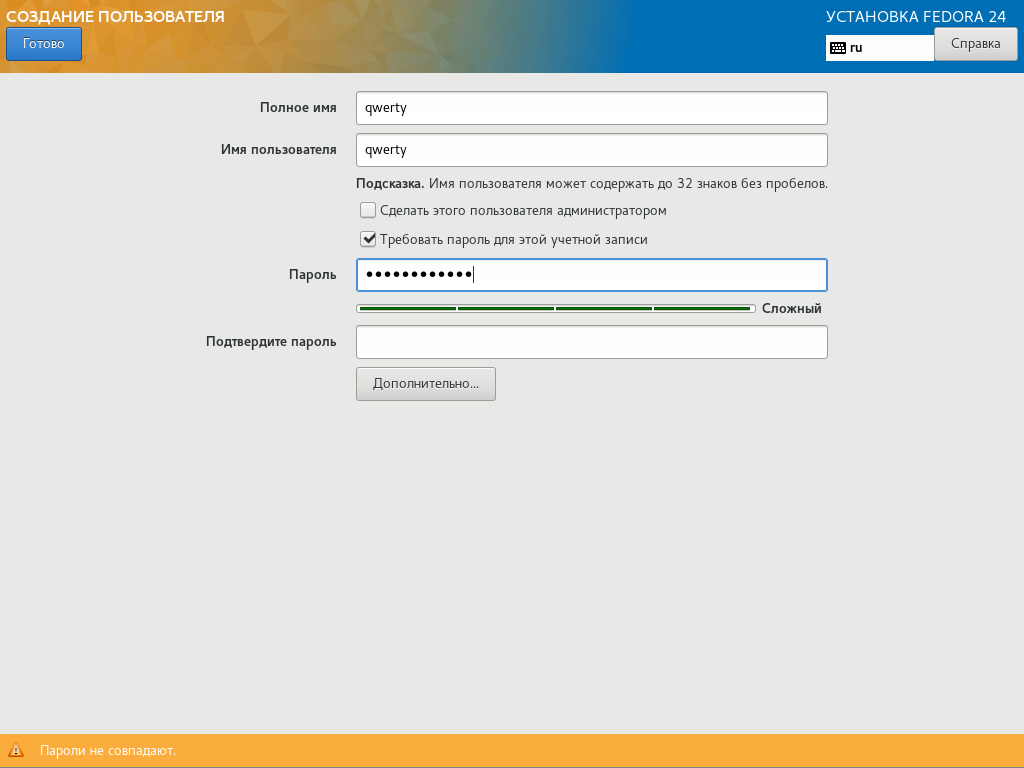 СОЗДАНИЕ ПОЛЬЗОВАТЕЛЯ
УСТАНОВКА FEDORA 24
Готово
ru
Справка
Полное имя
qwerty
Имя пользователя
qwerty
Подсказка. Имя пользователя может содержать до 32 знаков без пробелов.
Сделать этого пользователя администратором
Требовать пароль для этой учетной записи
Пароль
●●●●●●●●●●●●
Сложный
Подтвердите пароль
Дополнительно...
Пароли не совпадают.